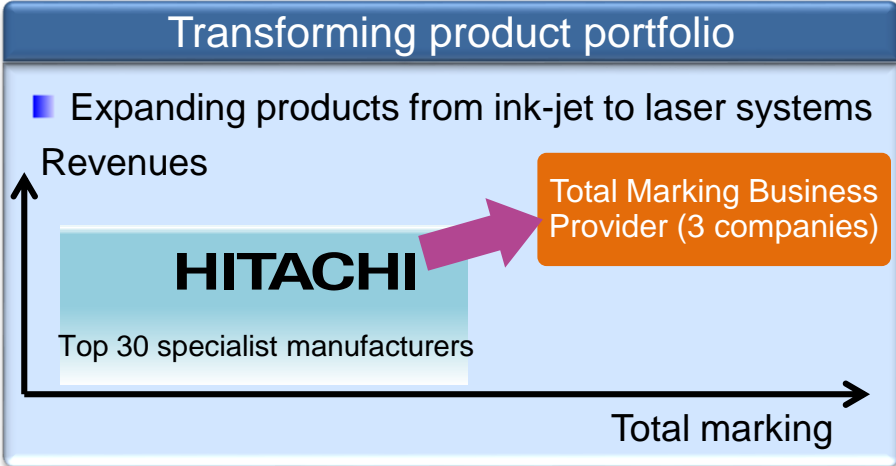 Transforming product portfolio
Expanding products from ink-jet to laser systems
Revenues
Total Marking Business
Provider (3 companies)
HITACHI
Top 30 specialist manufacturers
Total marking